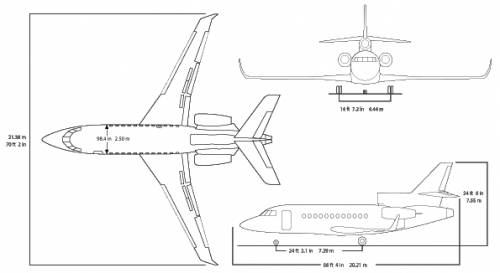 21.38 m
70 ft 2 in
98.4 in 2.50 m
14 ft 7.2 in 4.44 m
24 ft 8 in
7.55 m
24 ft 3.1 in 7.39 m
66 ft 4 in 20.21 m